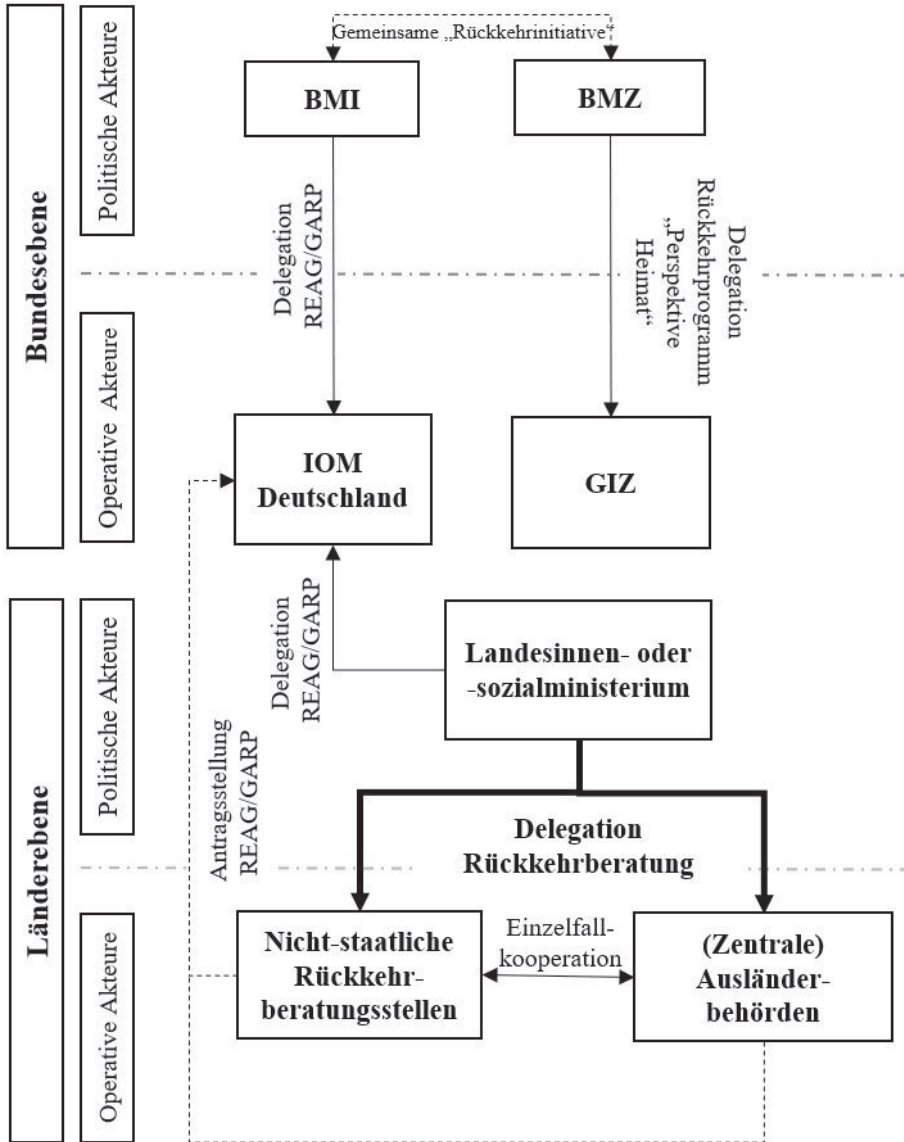 Gemeinsame „Rückkehrinitiative“
BMI
BMZ
Bundesebene
Politische Akteure
Delegation
REAG/GARP
Delegation
Rückkehrprogramm
„Perspektive
Heimat“
Operative Akteure
IOM
Deutschland
GIZ
Länderebene
Politische Akteure
Delegation
REAG/GARP
Landesinnen- oder
-sozialministerium
Antragsstellung
REAG/GARP
Delegation
Rückkehrberatung
Operative Akteure
Nicht-staatliche
Rückkehr-
beratungsstellen
Einzelfall-
kooperation
(Zentrale)
Ausländer-
behörden